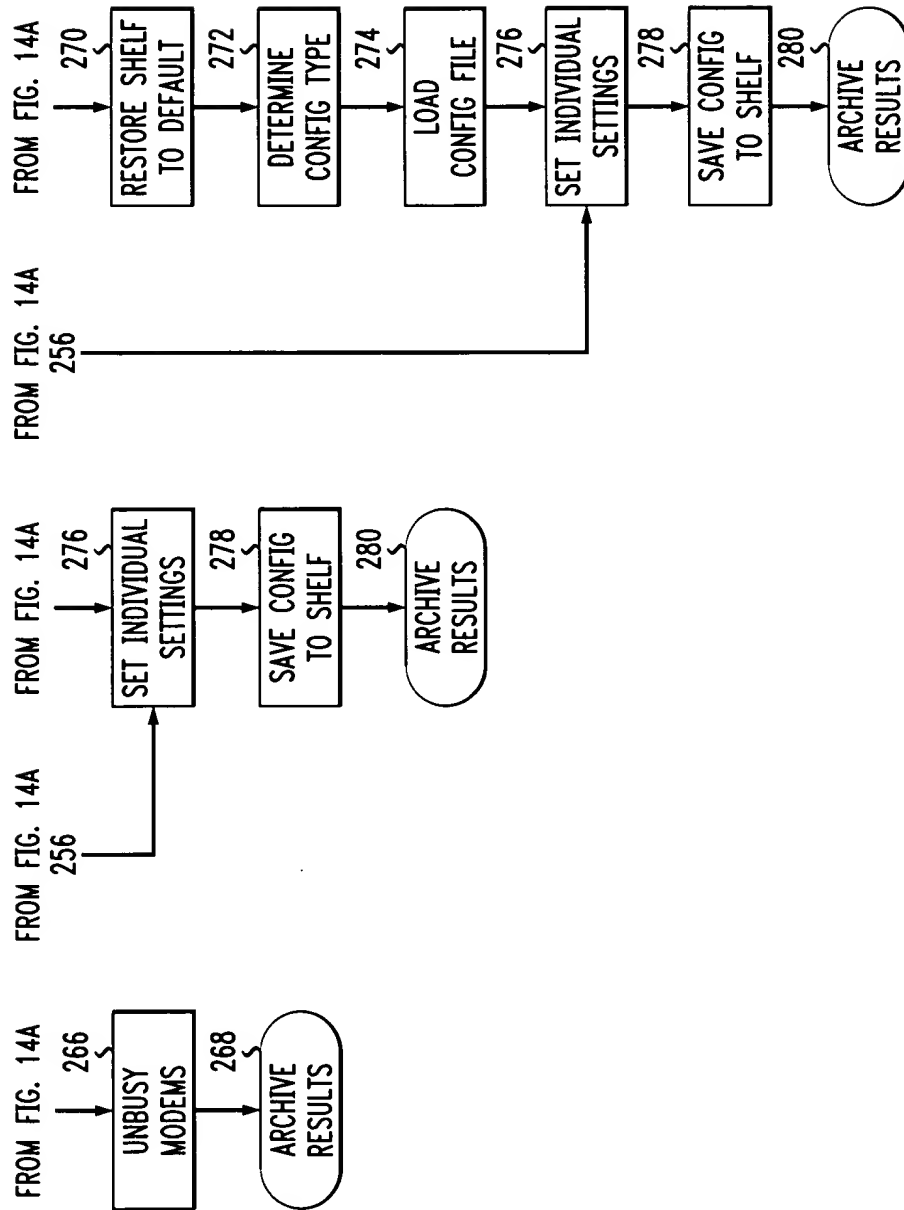 FROM FIG. 14A
266
UNBUSY
MODEMS
268
ARCHIVE
RESULTS
FROM FIG. 14A
256
FROM FIG. 14A
276
SET INDIVIDUAL
SETTINGS
278
SAVE CONFIG
TO SHELF
280
ARCHIVE
RESULTS
FROM FIG. 14A
256
FROM FIG. 14A
270
RESTORE SHELF
TO DEFAULT
272
DETERMINE
CONFIG TYPE
274
LOAD
CONFIG FILE
276
SET INDIVIDUAL
SETTINGS
278
SAVE CONFIG
TO SHELF
280
ARCHIVE
RESULTS